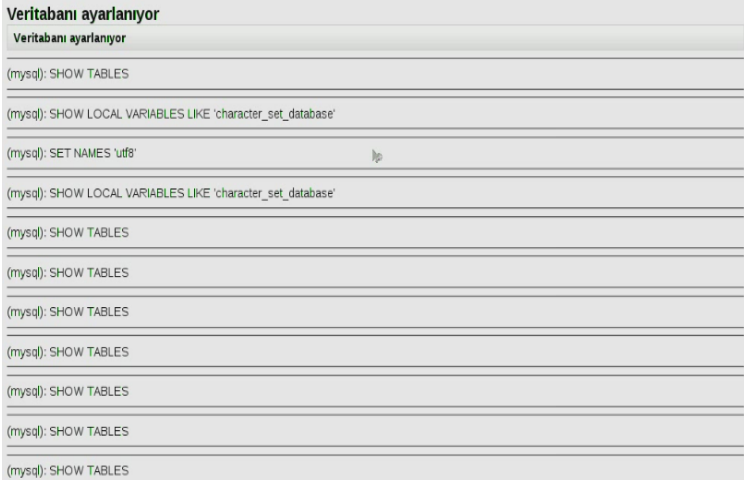 Veritabanı ayarlanıyor
Veritabanı ayarlanıyor
(mysql): SHOW TABLES
(mysql): SHOW LOCAL VARIABLES LIKE 'character_set_database'
(mysql): SET NAMES 'utf8'
(mysql): SHOW LOCAL VARIABLES LIKE 'character_set_database'
(mysql): SHOW TABLES
(mysql): SHOW TABLES
(mysql): SHOW TABLES
(mysql): SHOW TABLES
(mysql): SHOW TABLES
(mysql): SHOW TABLES
(mysql): SHOW TABLES